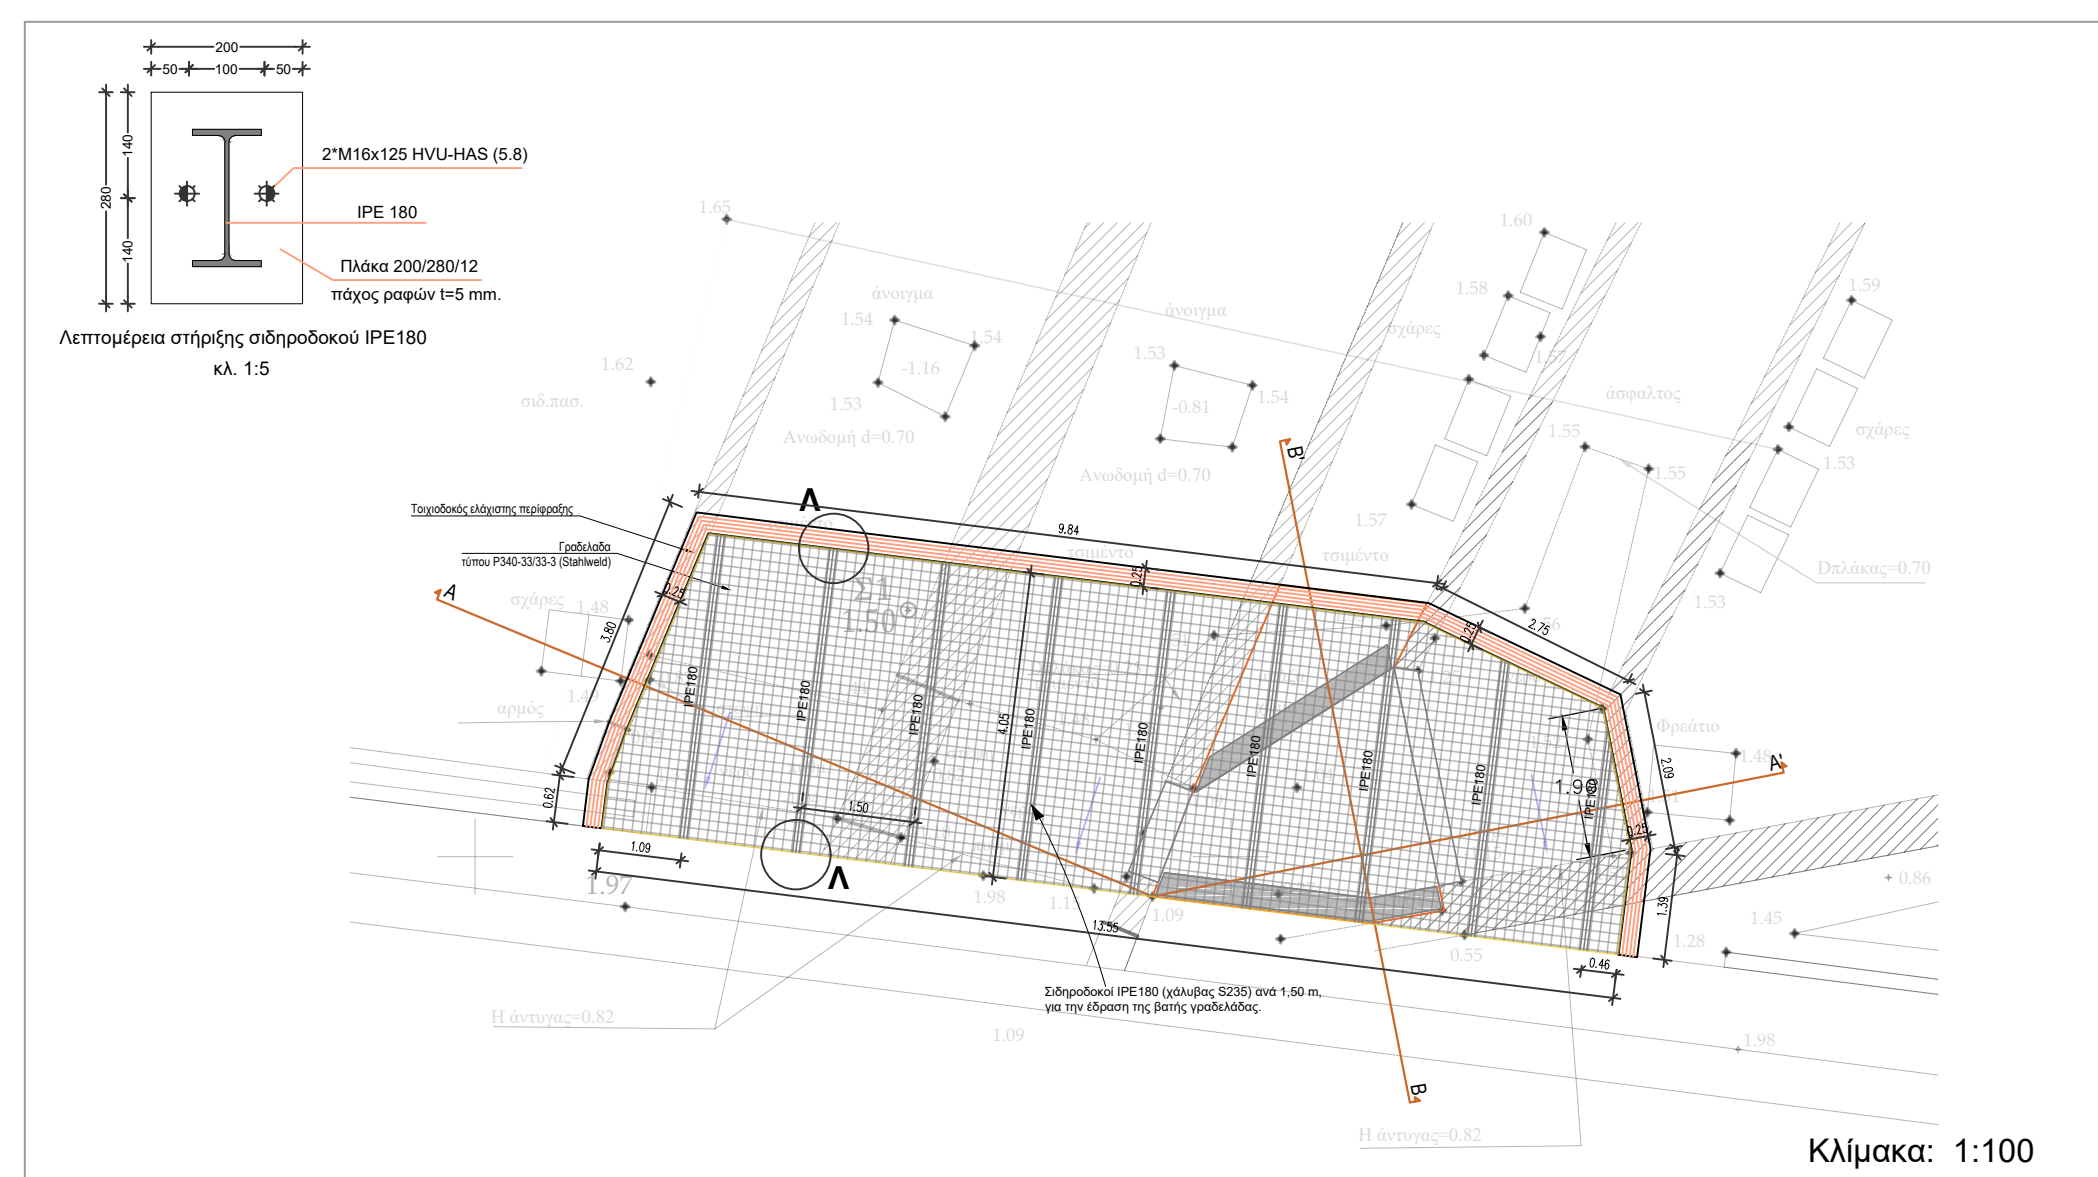 200
50
100
50
140
280
140
2*M16x125 HVU-HAS (5.8)
IPE 180
Πλάκα 200/280/12
πάχος ραφών t=5 mm.
Λεπτομέρεια στήριξης σιδηροδοκού IPE180
κλ. 1:5
1.65
1.60
1.59
1.58
άνοιγμα
άνοιγμα
1.54
1.54
-1.16
1.53
1.53
1.54
-0.81
σχάρες
1.57
1.62
σιδ.πασ.
Ανωδομή d=0.70
Ανωδομή d=0.70
άσφαλτος
1.55
1.55
σχάρες
1.53
1.57
B'
Λ
Τοιχιοδοκός ελάχιστης περίφραξης
9.84
Γραδελαδα
τύπου P340-33/33-3 (Stahlweld)
τσιμέντο
τσιμέντο
Dπλάκας=0.70
A
0.25
0.25
Σ1
1.50
σχάρες
1.48
3.80
0.25
2.75
1.53
1.49
αρμός
IPE180
IPE180
IPE180
IPE180
IPE180
IPE180
IPE180
IPE180
IPE180
4.05
1.90
Φρεάτιο
1.48
A'
2.09
0.62
1.50
0.25
1.09
1.97
Λ
1.98
1.15
1.09
13.55
0.55
0.46
1.39
0.86
1.45
1.28
Σιδηροδοκοί IPE180 (χάλυβας S235) ανά 1,50 m,
για την έδραση της βατής γραδελάδας.
Η άντυγας=0.82
1.09
1.98
B
Η άντυγας=0.82
Κλίμακα: 1:100